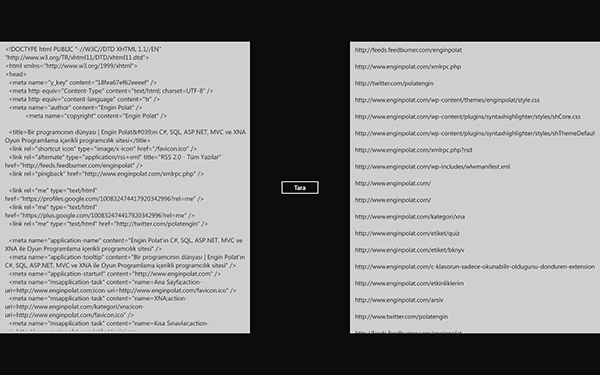 <!DOCTYPE html PUBLIC "-//W3C//DTD XHTML 1.1//EN"
"http://www.w3.org/TR/xhtml11/DTD/xhtml11.dtd">
<html xmlns="http://www.w3.org/1999/xhtml">
<head>
<meta name="y_key" content="18fea67ef62eeeef" />
<meta http-equiv="Content-Type" content="text/html; charset=UTF-8" />
<meta http-equiv="content-language" content="tr" />
<meta name="author" content="Engin Polat" />
<meta name="copyright" content="Engin Polat" />
<title>Bir programcının dünyası | Engin Polat&#039;ın C#, SQL, ASP.NET, MVC ve XNA
Oyun Programlama içerikli programcılık sitesi</title>
<link rel="shortcut icon" type="image/x-icon" href="/favicon.ico" />
<link rel="alternate" type="application/rss+xml" title="RSS 2.0 - Tüm Yazılar"
href="http://feeds.feedburner.com/enginpolat" />
<link rel="pingback" href="http://www.enginpolat.com/xmlrpc.php" />
<link rel="me" type="text/html"
href="https://profiles.google.com/100832474417920342996?rel=me" />
<link rel="me" type="text/html"
href="https://plus.google.com/100832474417920342996?rel=me" />
<link rel="me" type="text/html" href="http://twitter.com/polatengin" />
<meta name="application-name" content="Engin Polat'ın C#, SQL, ASP.NET, MVC ve
XNA ile Oyun Programlama içerikli programcılık sitesi" />
<meta name="application-tooltip" content="Bir programcının dünyası | Engin Polat'ın
C#, SQL, ASP.NET, MVC ve XNA ile Oyun Programlama içerikli programcılık sitesi" />
<meta name="application-starturl" content="http://www.enginpolat.com" />
<meta name="msapplication-task" content="name=Ana Sayfa;action-
uri=http://www.enginpolat.com;icon-uri=http://www.enginpolat.com/favicon.ico" />
<meta name="msapplication-task" content="name=XNA;action-
uri=http://www.enginpolat.com/kategori/xna;icon-
uri=http://www.enginpolat.com/favicon.ico" />
<meta name="msapplication-task" content="name=Kısa Sınavlar;action-
Tara
http://feeds.feedburner.com/enginpolat
http://www.enginpolat.com/xmlrpc.php
http://twitter.com/polatengin
http://www.enginpolat.com/wp-content/themes/enginpolat/style.css
http://www.enginpolat.com/wp-content/plugins/syntaxhighlighter/styles/shCore.css
http://www.enginpolat.com/wp-content/plugins/syntaxhighlighter/styles/shThemeDefaul
http://www.enginpolat.com/xmlrpc.php?rsd
http://www.enginpolat.com/wp-includes/wlwmanifest.xml
http://www.enginpolat.com/
http://www.enginpolat.com/
http://www.enginpolat.com/kategori/xna
http://www.enginpolat.com/etiket/quiz
http://www.enginpolat.com/etiket/bknyv
http://www.enginpolat.com/c-klasorun-sadece-okunabilir-oldugunu-donduren-extension
http://www.enginpolat.com/etkinliklerim
http://www.enginpolat.com/arsiv
http://www.twitter.com/polatengin
http://feeds.feedburner.com/enginpolat